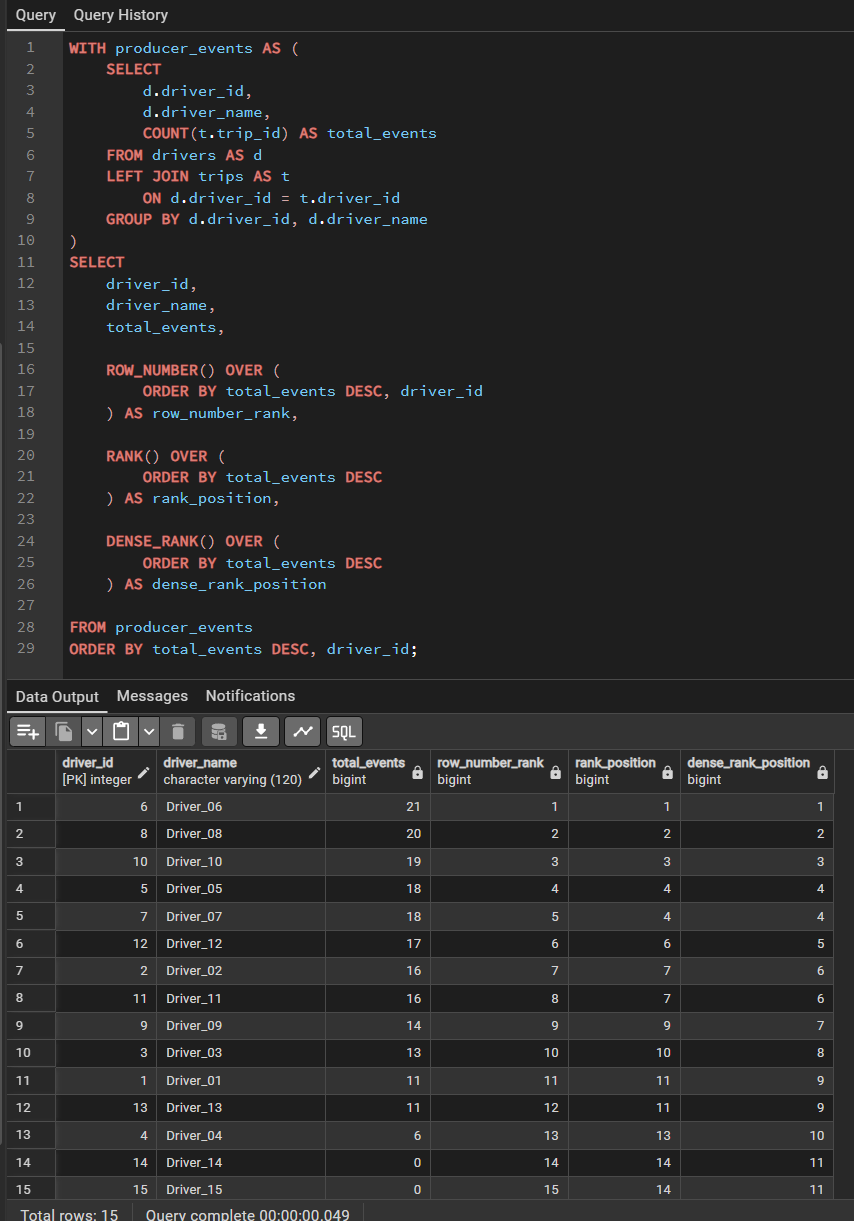 Query Query History
1 WITH producer_events AS (
2 SELECT
3 d.driver_id,
4 d.driver_name,
5 COUNT(t.trip_id) AS total_events
6 FROM drivers AS d
7 LEFT JOIN trips AS t
8 ON d.driver_id = t.driver_id
9 GROUP BY d.driver_id, d.driver_name
10 )
11 SELECT
12 driver_id,
13 driver_name,
14 total_events,
15
16 ROW_NUMBER() OVER (
17 ORDER BY total_events DESC, driver_id
18 ) AS row_number_rank,
19
20 RANK() OVER (
21 ORDER BY total_events DESC
22 ) AS rank_position,
23
24 DENSE_RANK() OVER (
25 ORDER BY total_events DESC
26 ) AS dense_rank_position
27
28 FROM producer_events
29 ORDER BY total_events DESC, driver_id;
Data Output Messages Notifications
SQL
driver_id driver_name total_events row_number_rank rank_position dense_rank_position
[PK] integer character varying (120) bigint bigint bigint bigint
1 6 Driver_06 21 1 1 1
2 8 Driver_08 20 2 2 2
3 10 Driver_10 19 3 3 3
4 5 Driver_05 18 4 4 4
5 7 Driver_07 18 5 4 4
6 12 Driver_12 17 6 6 5
7 2 Driver_02 16 7 7 6
8 11 Driver_11 16 8 7 6
9 9 Driver_09 14 9 9 7
10 3 Driver_03 13 10 10 8
11 1 Driver_01 11 11 11 9
12 13 Driver_13 11 12 11 9
13 4 Driver_04 6 13 13 10
14 14 Driver_14 0 14 14 11
15 15 Driver_15 0 15 14 11
Total rows: 15 Query complete 00:00:00.049